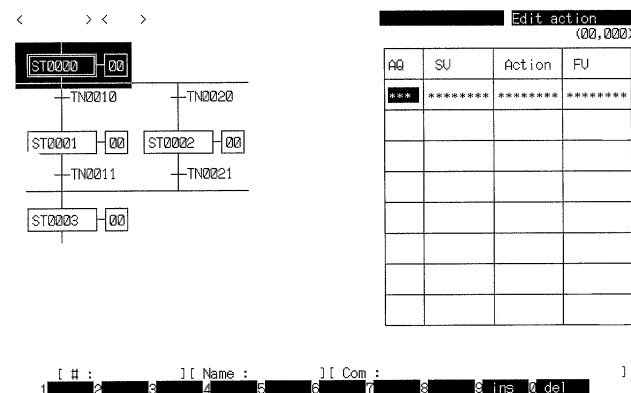 < > < >
Edit action
(00,000)
ST0000 00
TN0010 TN0020
ST0001 00 ST0002 00
TN0011 TN0021
ST0003 00
AQ SV Action FV
*** ******** ******** ********
[ # : ][ Name : ][ Com : ]
1 2 3 4 5 6 7 8 9 ins 0 del